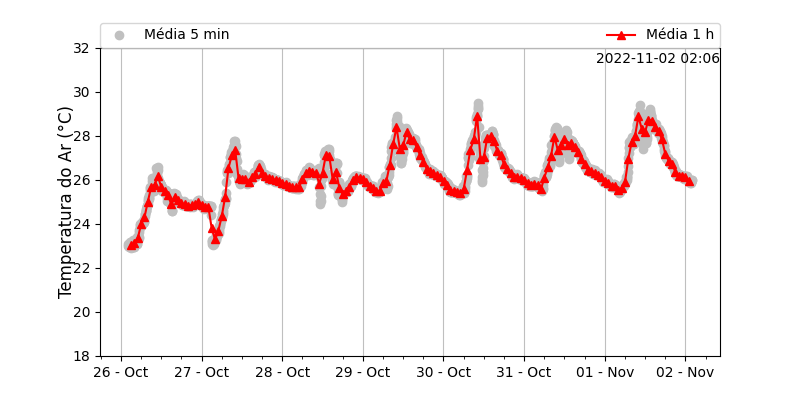 Média 5 min
Média 1 h
2022-11-02 02:06
Temperatura do Ar (°C)
32
30
28
26
24
22
20
18
26 - Oct
27 - Oct
28 - Oct
29 - Oct
30 - Oct
31 - Oct
01 - Nov
02 - Nov